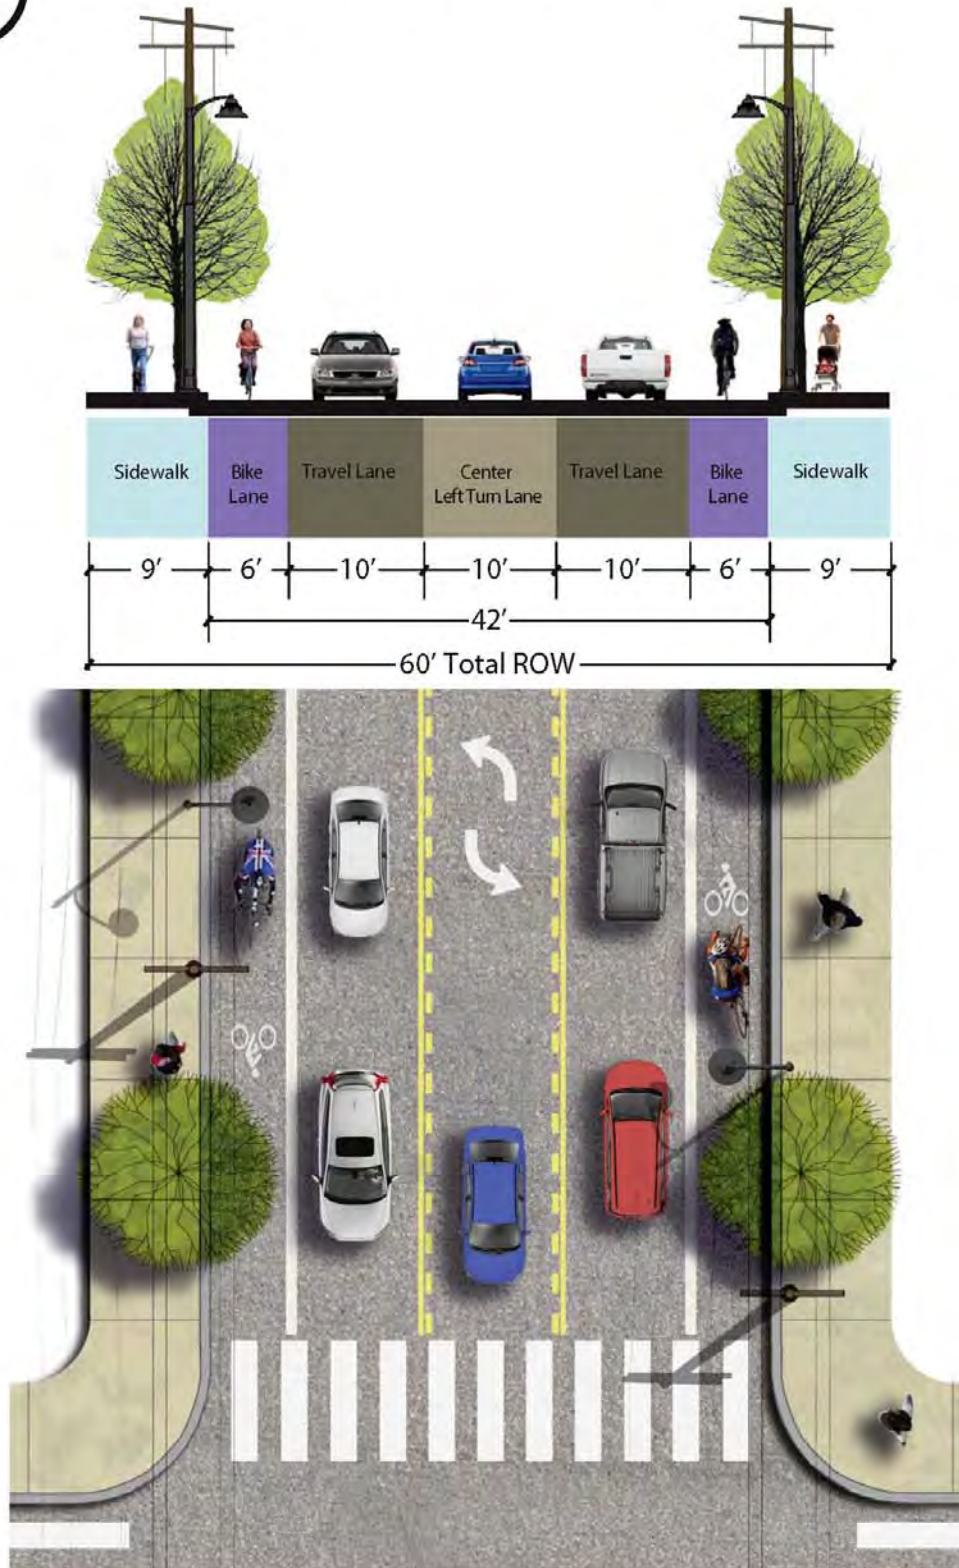 Sidewalk
Bike
Lane
Travel Lane
Center
Left Turn Lane
Travel Lane
Bike
Lane
Sidewalk
9' 6' 10' 10' 10' 6' 9'
42'
60' Total ROW